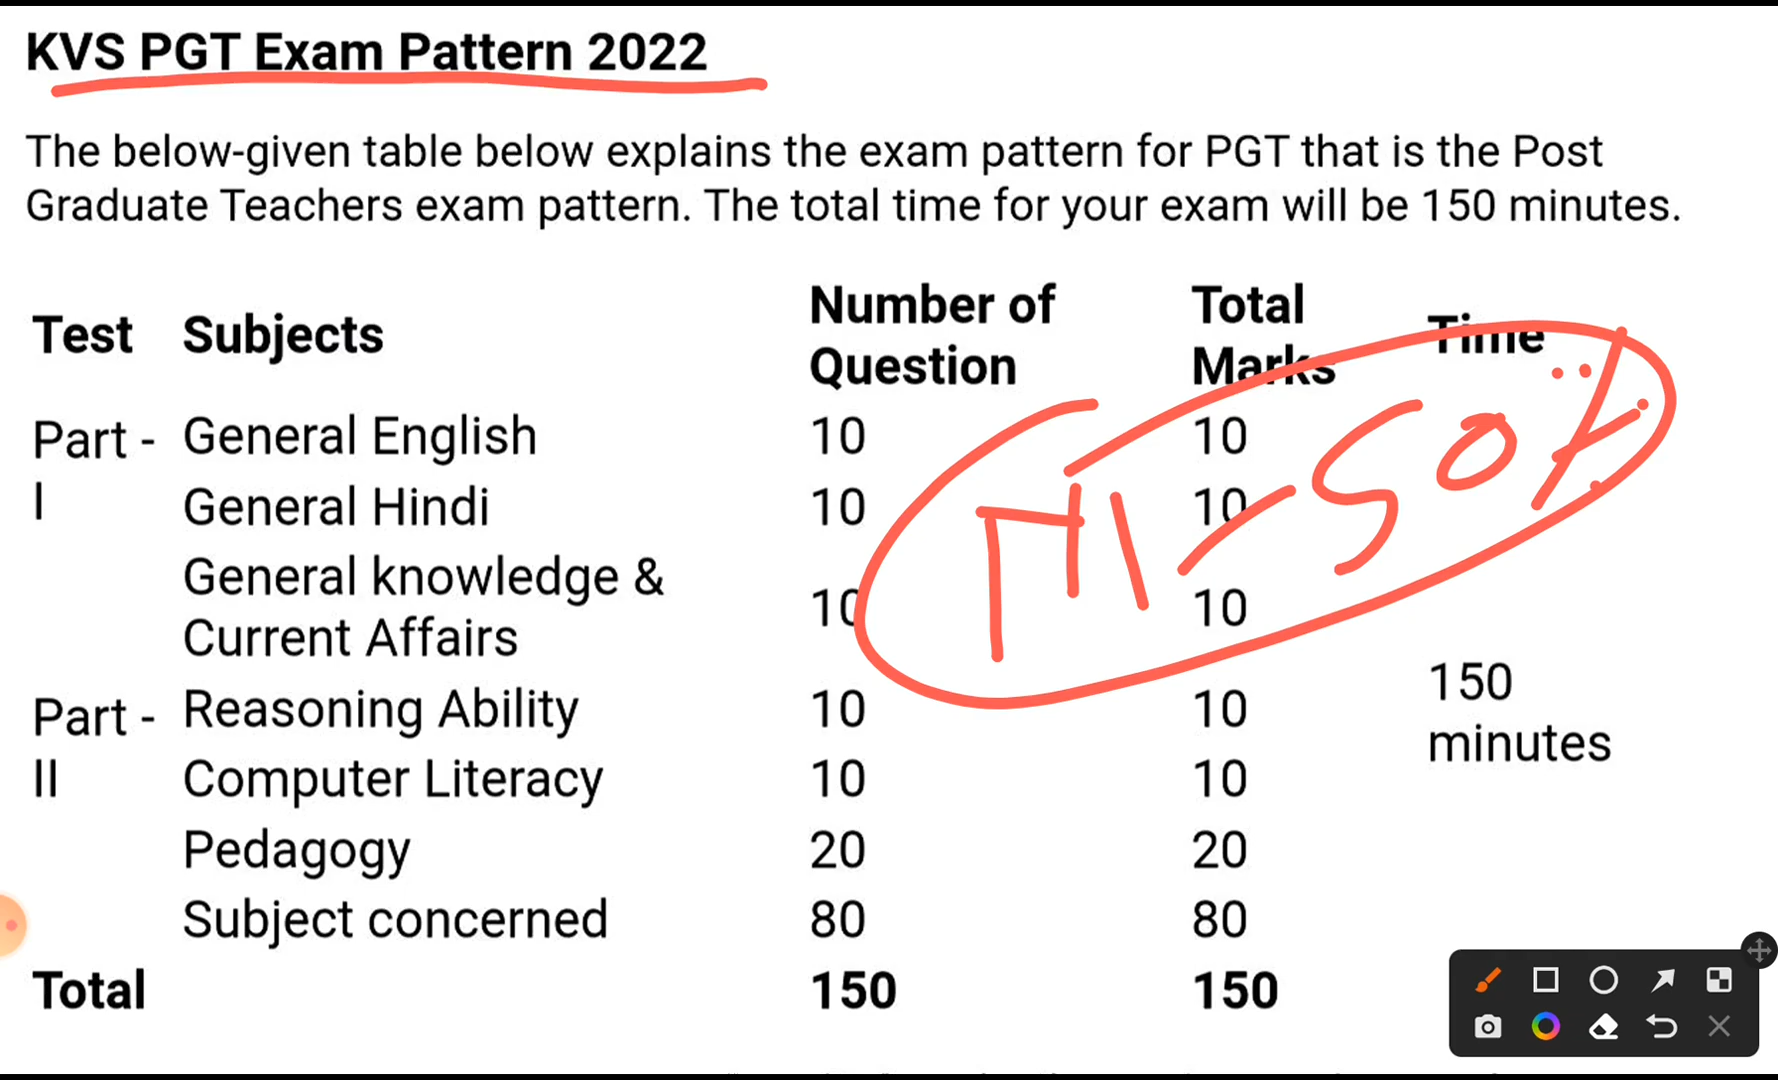 KVS PGT Exam Pattern 2022
The below-given table below explains the exam pattern for PGT that is the Post
Graduate Teachers exam pattern. The total time for your exam will be 150 minutes.
Test Subjects Number of Question Total Marks Time
Part - I General English 10 10
General Hindi 10 10
General knowledge & Current Affairs 10 10
Part - II Reasoning Ability 10 10 150 minutes
Computer Literacy 10 10
Pedagogy 20 20
Subject concerned 80 80
Total 150 150